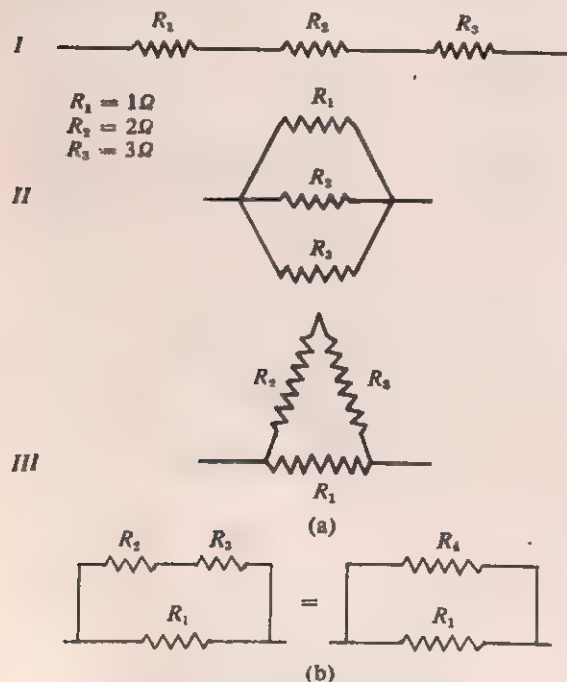 I R₁ R₂ R₃
R₁ = 1Ω
R₂ = 2Ω
R₃ = 3Ω
II
R₁
R₂
R₃
R₂ R₃
III
R₁
(a)
R₂ R₃ R₄
R₁ = R₁
(b)